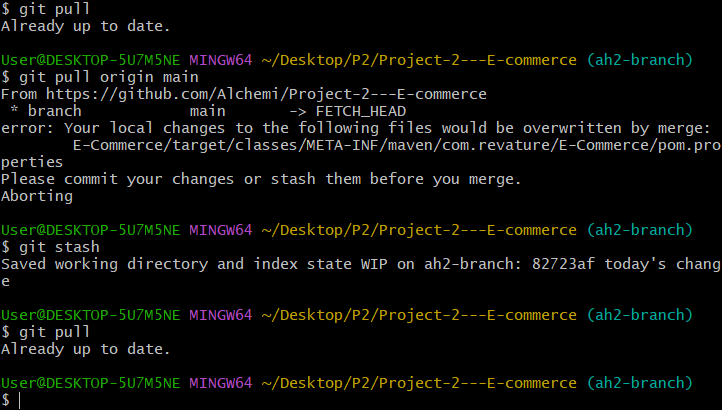 $ git pull
Already up to date.
User@DESKTOP-5U7M5NE MINGW64 ~/Desktop/P2/Project-2---E-commerce (ah2-branch)
$ git pull origin main
From https://github.com/Alchemi/Project-2---E-commerce
 * branch            main       -> FETCH_HEAD
error: Your local changes to the following files would be overwritten by merge:
        E-Commerce/target/classes/META-INF/maven/com.revature/E-Commerce/pom.pro
perties
Please commit your changes or stash them before you merge.
Aborting
User@DESKTOP-5U7M5NE MINGW64 ~/Desktop/P2/Project-2---E-commerce (ah2-branch)
$ git stash
Saved working directory and index state WIP on ah2-branch: 82723af today's chang
e
User@DESKTOP-5U7M5NE MINGW64 ~/Desktop/P2/Project-2---E-commerce (ah2-branch)
$ git pull
Already up to date.
User@DESKTOP-5U7M5NE MINGW64 ~/Desktop/P2/Project-2---E-commerce (ah2-branch)
$